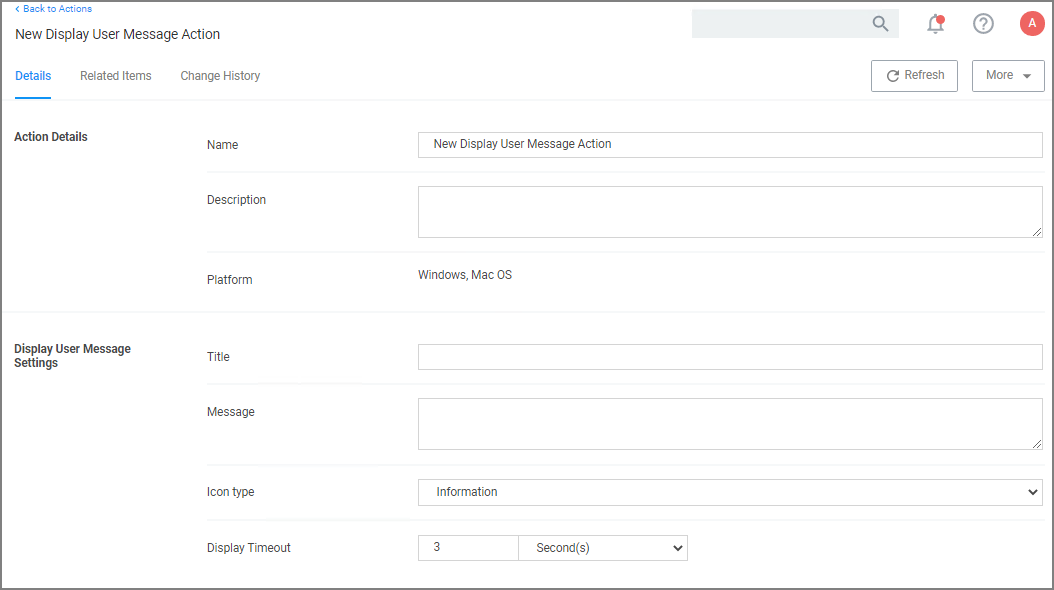 Back to Actions
New Display User Message Action
A
Details Related Items Change History
Refresh
More
Action Details
Name
New Display User Message Action
Description
Platform
Windows, Mac OS
Display User Message
Settings
Title
Message
Icon type
Information
Display Timeout
3
Second(s)